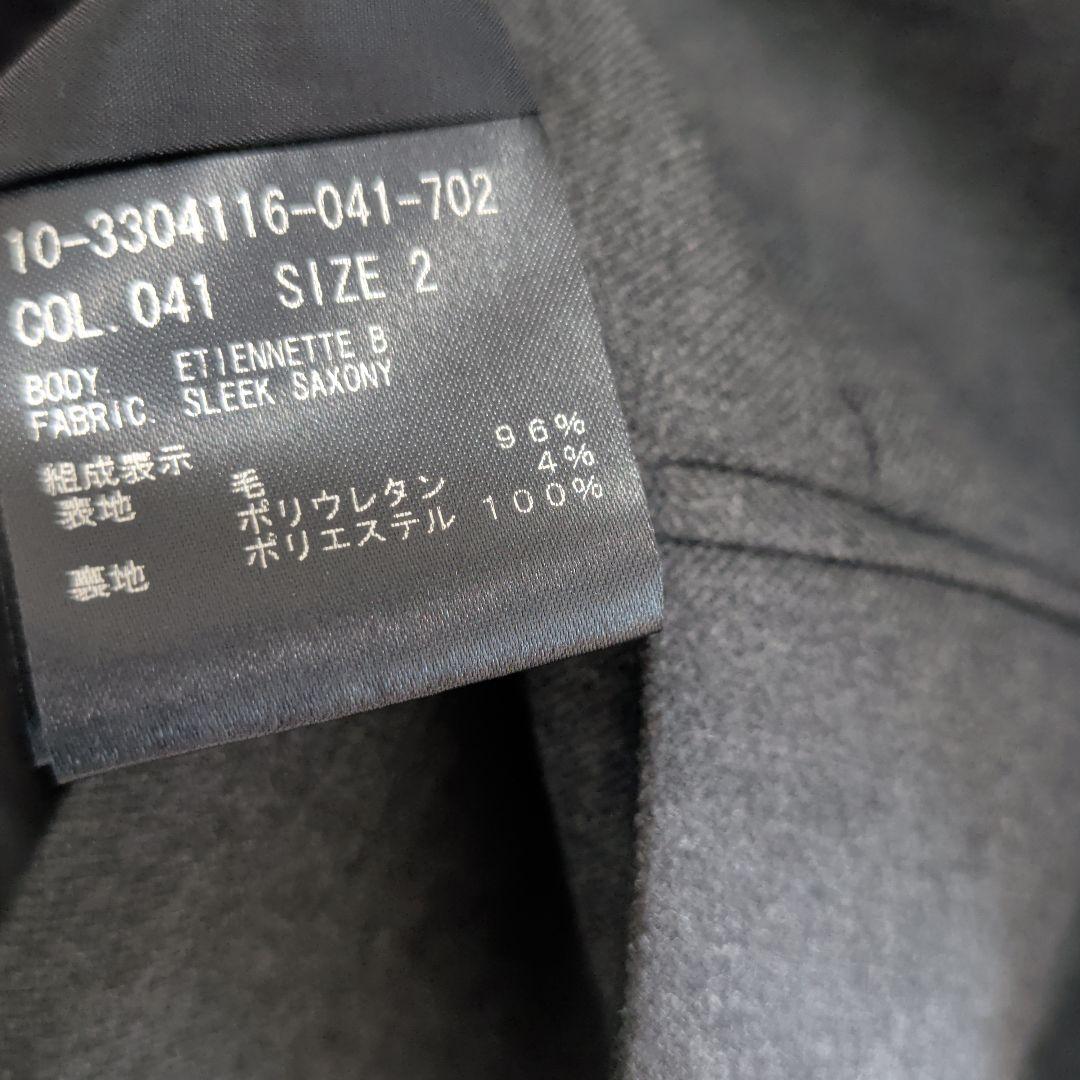 10-3304116-041-702
COL. 041 SIZE 2
BODY. ETIENNETTE B
FABRIC. SLEEK SAXONY
組成表示
表地 毛 96%
ポリウレタン 4%
裏地 ポリエステル 100%